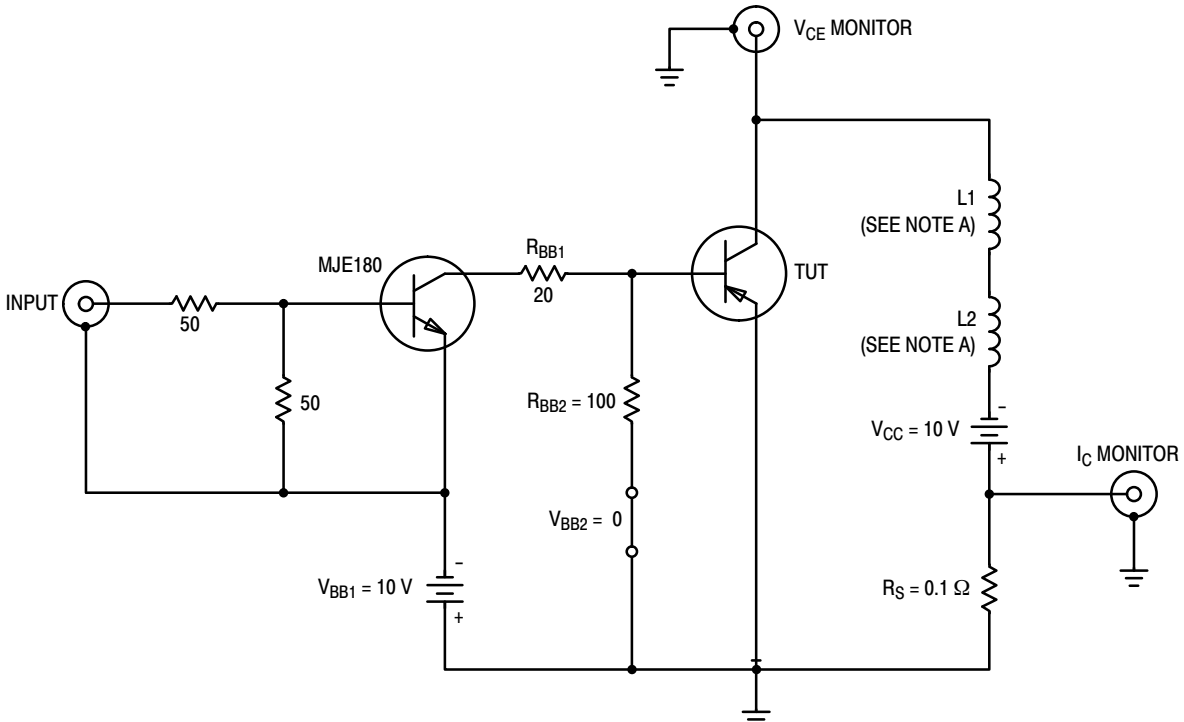 V_CE MONITOR
L1
(SEE NOTE A)
R_BB1
MJE180
TUT
20
INPUT
50
L2
(SEE NOTE A)
50
R_BB2 = 100
-
V_CC = 10 V
+
I_C MONITOR
V_BB2 = 0
-
V_BB1 = 10 V
+
R_S = 0.1 Ω